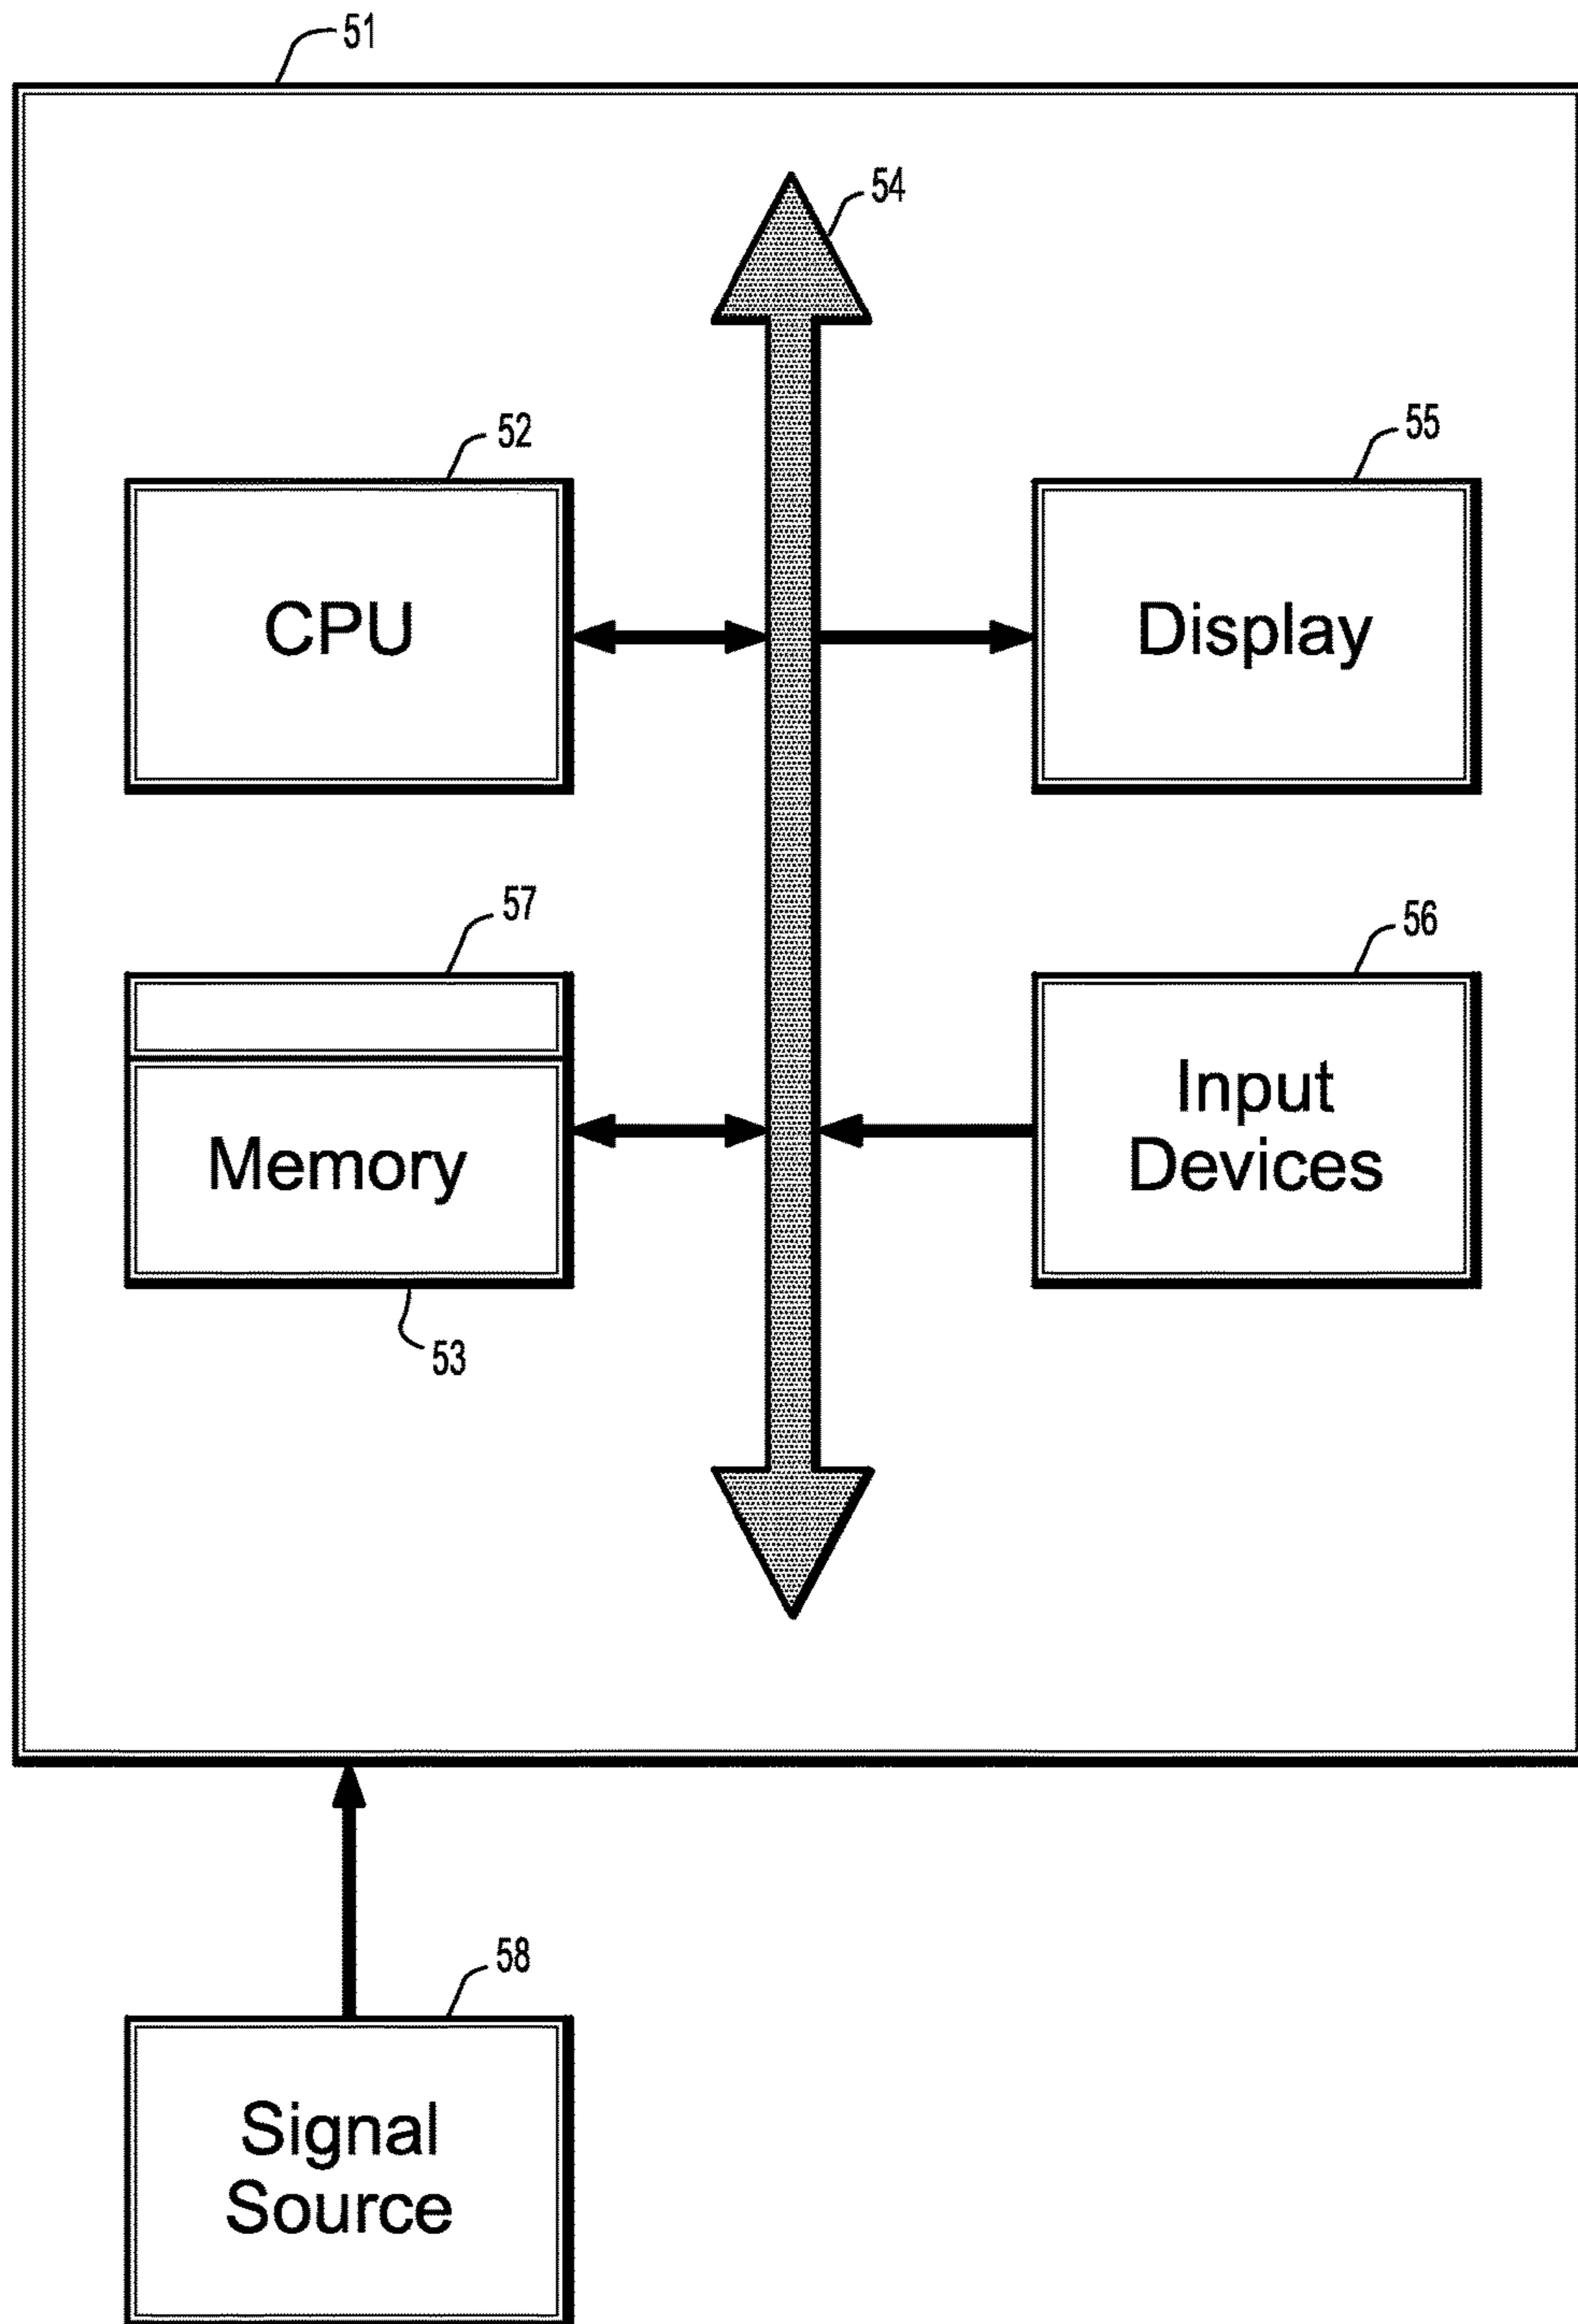 51
54
52
55
CPU
Display
57
56
Memory
Input
Devices
53
58
Signal
Source